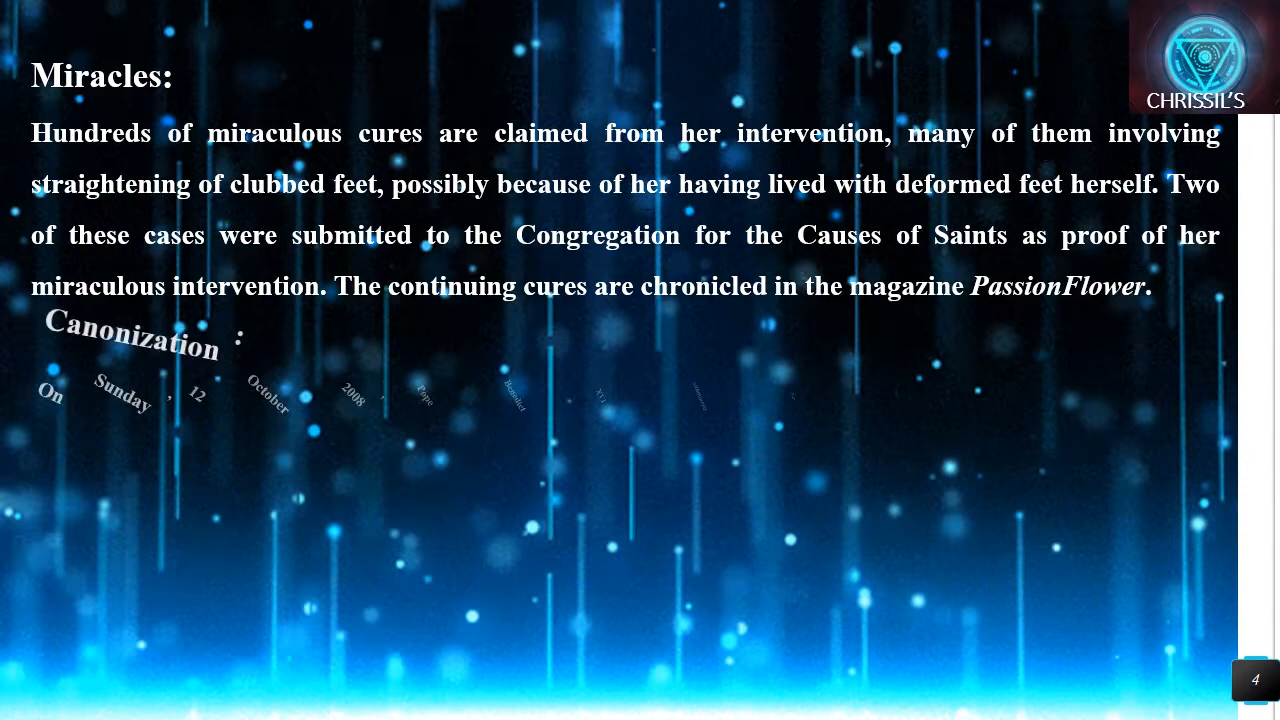 CHRISSIL'S
Miracles:
Hundreds of miraculous cures are claimed from her intervention, many of them involving
straightening of clubbed feet, possibly because of her having lived with deformed feet herself. Two
of these cases were submitted to the Congregation for the Causes of Saints as proof of her
miraculous intervention. The continuing cures are chronicled in the magazine PassionFlower.
Canonization :
On Sunday , 12 October 2008 , Pope Benedict XVI
4